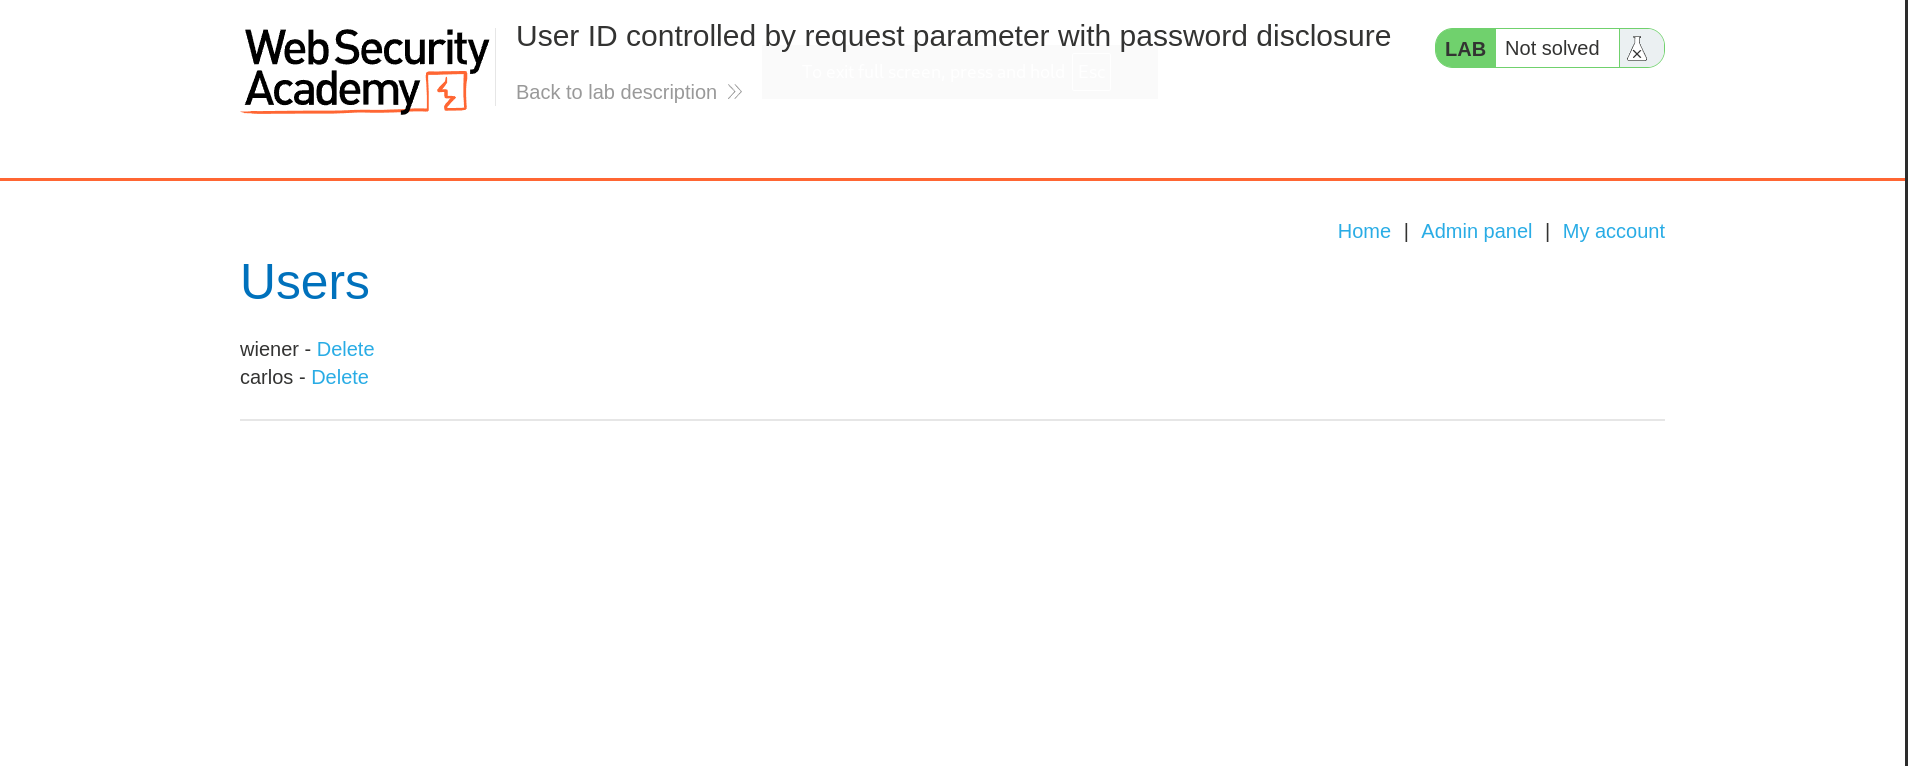 Web Security
Academy
User ID controlled by request parameter with password disclosure
Back to lab description
To exit full screen, press and hold Esc
LAB Not solved
Home | Admin panel | My account
Users
wiener - Delete
carlos - Delete